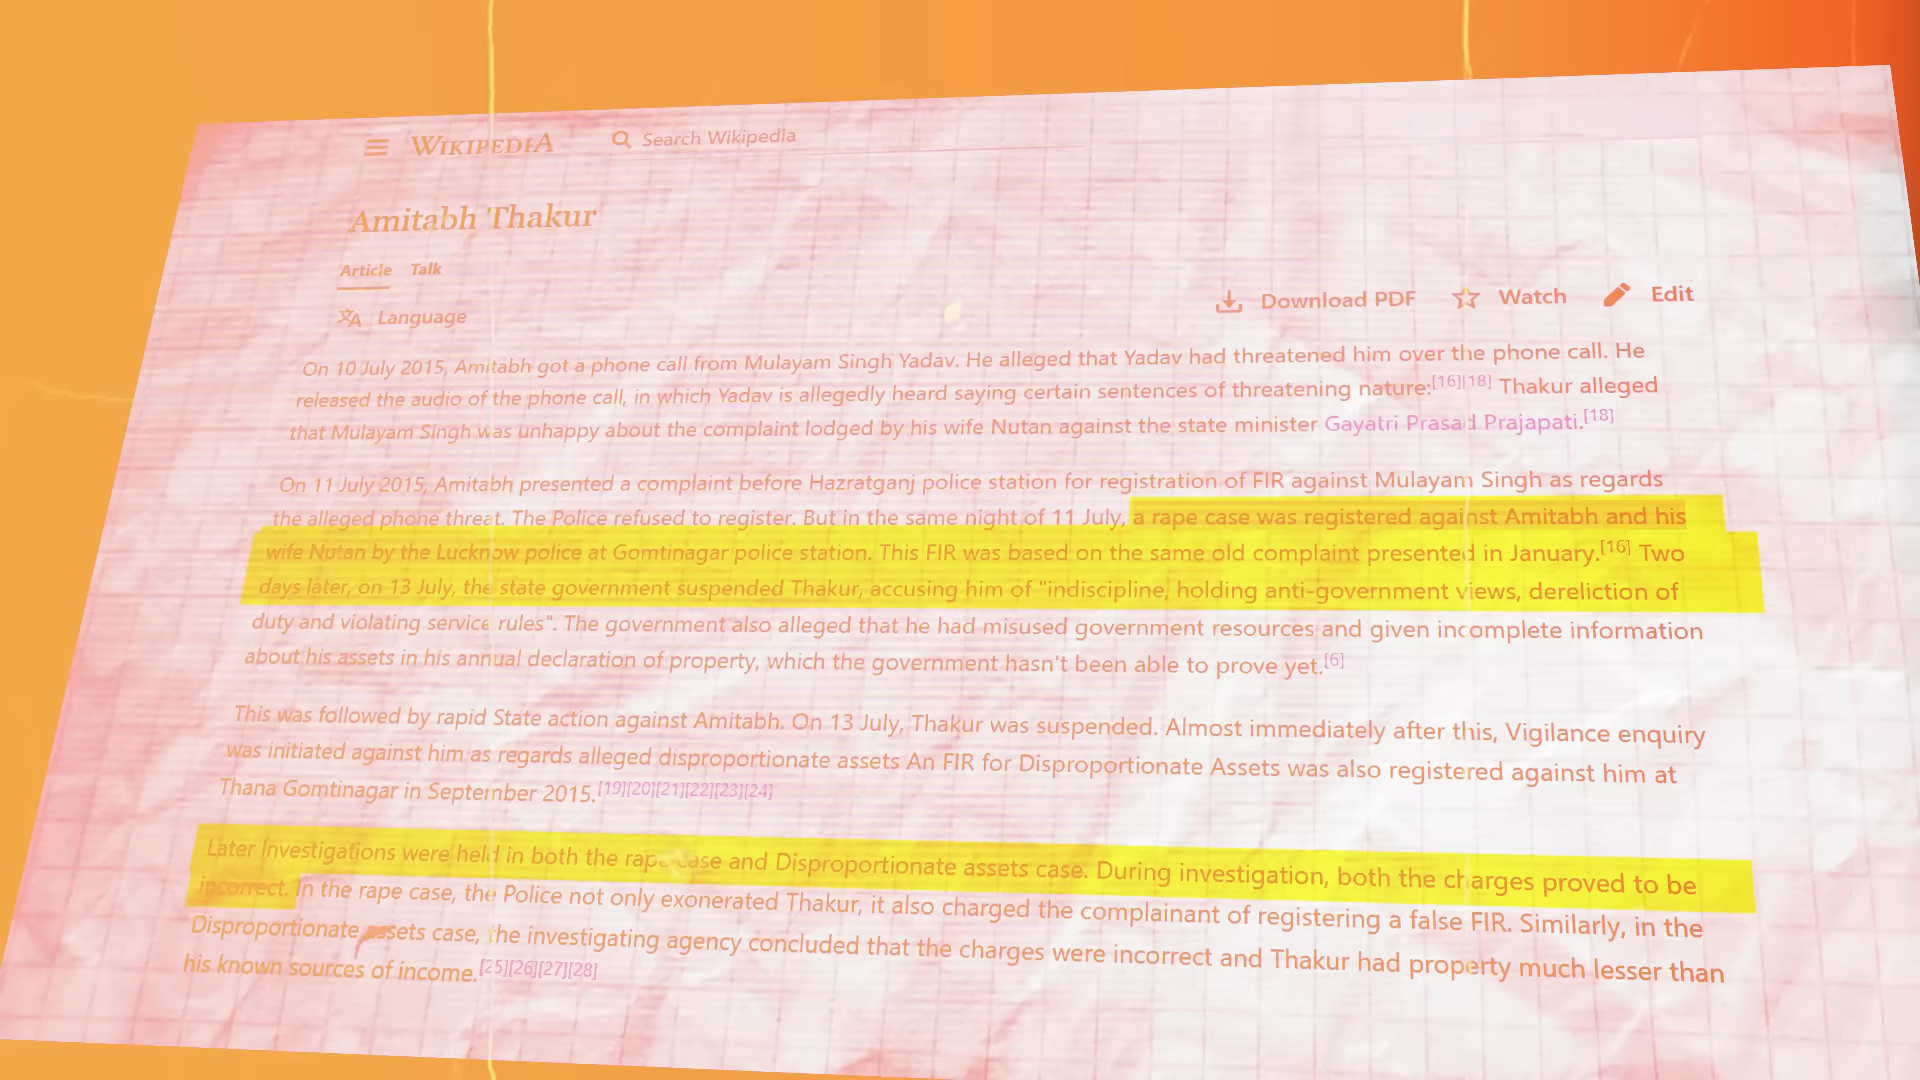 WIKIPEDIA
Search Wikipedia
Amitabh Thakur
Article Talk
Language
Download PDF Watch Edit
On 10 July 2015, Amitabh got a phone call from Mulayam Singh Yadav. He alleged that Yadav had threatened him over the phone call. He
released the audio of the phone call, in which Yadav is allegedly heard saying certain sentences of threatening nature:[16][18] Thakur alleged
that Mulayam Singh was unhappy about the complaint lodged by his wife Nutan against the state minister Gayatri Prasad Prajapati.[18]
On 11 July 2015, Amitabh presented a complaint before Hazratganj police station for registration of FIR against Mulayam Singh as regards
the alleged phone threat. The Police refused to register. But in the same night of 11 July, a rape case was registered against Amitabh and his
wife Nutan by the Lucknow police at Gomtinagar police station. This FIR was based on the same old complaint presented in January.[16] Two
days later, on 13 July, the state government suspended Thakur, accusing him of "indiscipline, holding anti-government views, dereliction of
duty and violating service rules". The government also alleged that he had misused government resources and given incomplete information
about his assets in his annual declaration of property, which the government hasn't been able to prove yet.[6]
This was followed by rapid State action against Amitabh. On 13 July, Thakur was suspended. Almost immediately after this, Vigilance enquiry
was initiated against him as regards alleged disproportionate assets An FIR for Disproportionate Assets was also registered against him at
Thana Gomtinagar in September 2015.[19][20][21][22][23][24]
Later Investigations were held in both the rape case and Disproportionate assets case. During investigation, both the charges proved to be
incorrect. In the rape case, the Police not only exonerated Thakur, it also charged the complainant of registering a false FIR. Similarly, in the
Disproportionate assets case, the investigating agency concluded that the charges were incorrect and Thakur had property much lesser than
his known sources of income.[25][26][27][28]